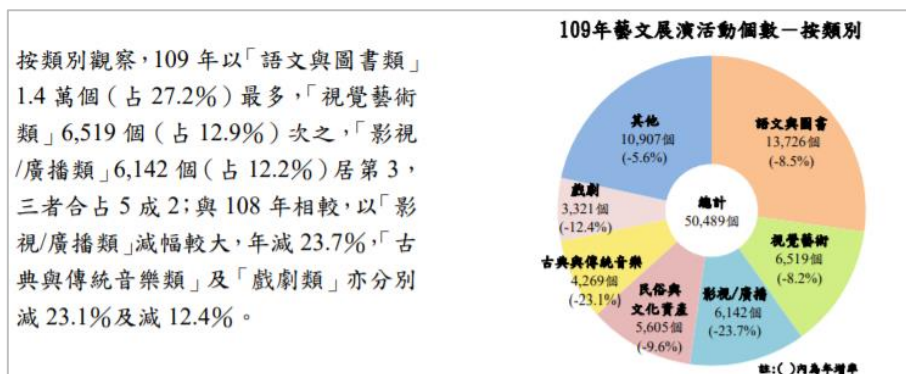 按類別觀察，109 年以「語文與圖書類」
1.4 萬個（占 27.2%）最多，「視覺藝術
類」6,519 個（占 12.9%）次之，「影視
/廣播類」6,142 個（占 12.2%）居第 3，
三者合占 5 成 2；與 108 年相較，以「影
視/廣播類」減幅較大，年減 23.7%，「古
典與傳統音樂類」及「戲劇類」亦分別
減 23.1%及減 12.4%。
109年藝文展演活動個數－按類別
語文與圖書
13,726個
(-8.5%)
視覺藝術
6,519個
(-8.2%)
影視/廣播
6,142個
(-23.7%)
民俗與
文化資產
5,605個
(-9.6%)
古典與傳統音樂
4,269個
(-23.1%)
戲劇
3,321個
(-12.4%)
其他
10,907個
(-5.6%)
總計
50,489個
註:( )內為年增率